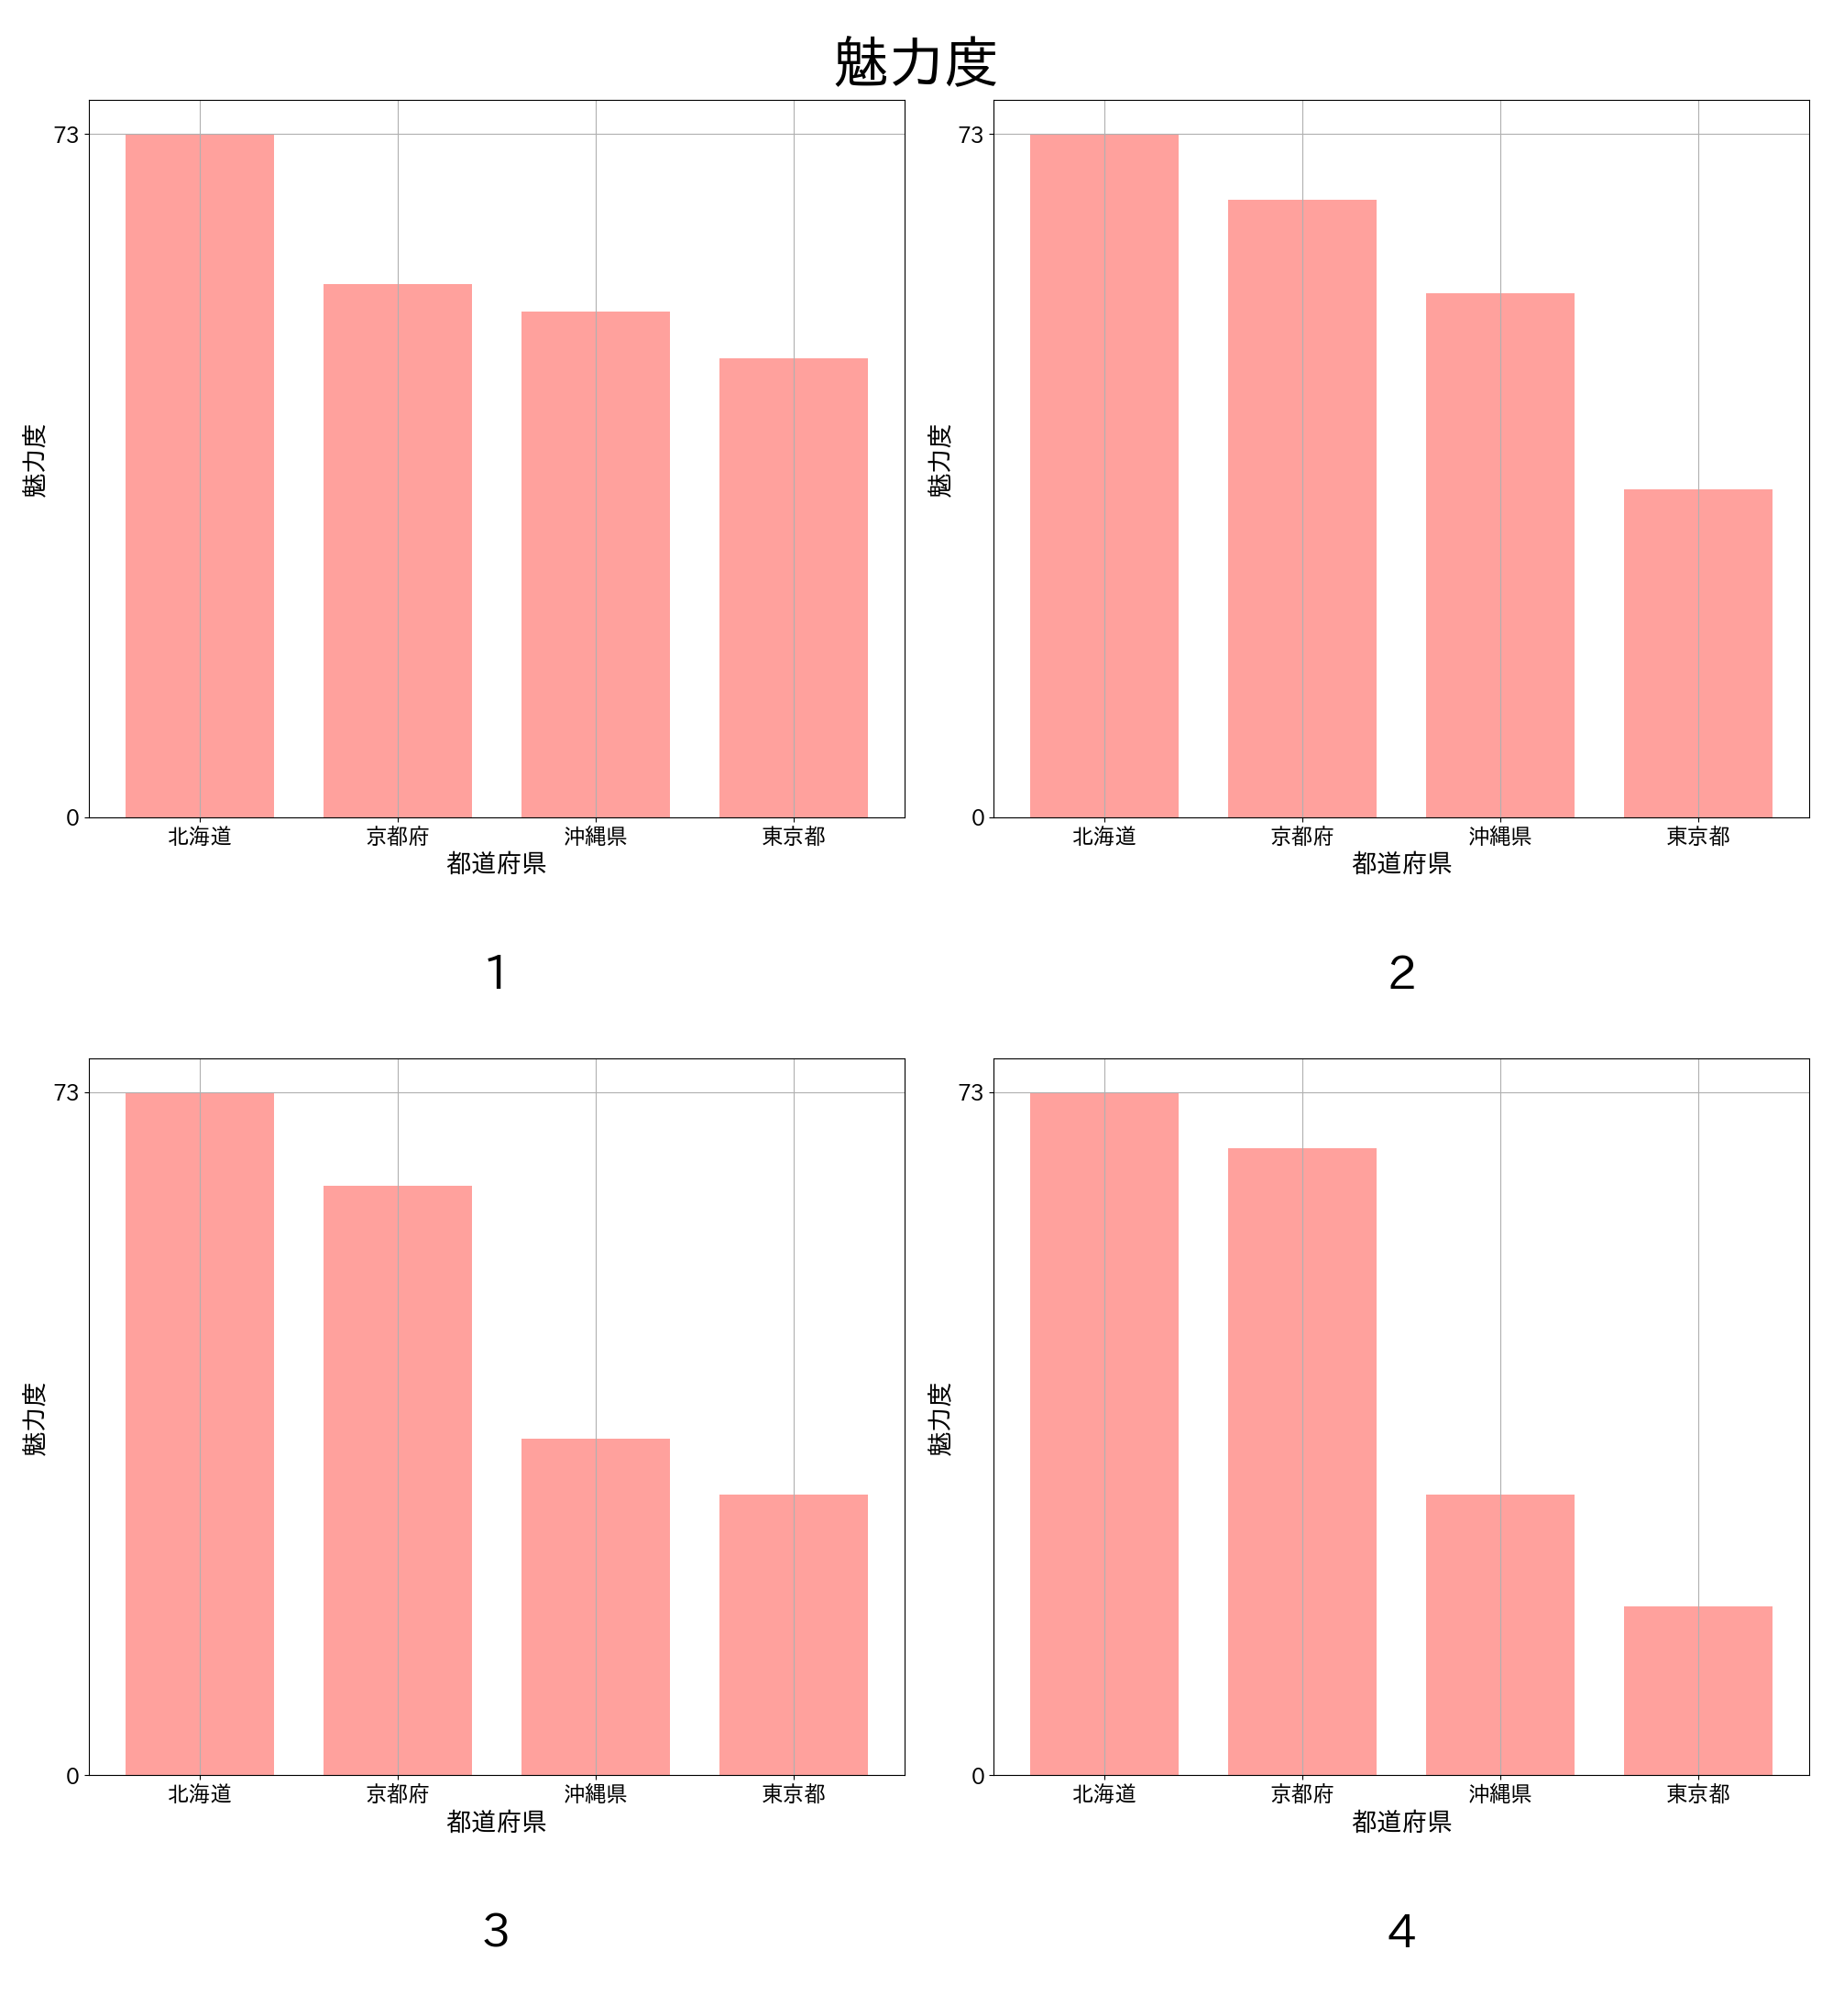 魅力度
73
魅力度
0
北海道 京都府 沖縄県 東京都
都道府県
1
73
魅力度
0
北海道 京都府 沖縄県 東京都
都道府県
2
73
魅力度
0
北海道 京都府 沖縄県 東京都
都道府県
3
73
魅力度
0
北海道 京都府 沖縄県 東京都
都道府県
4